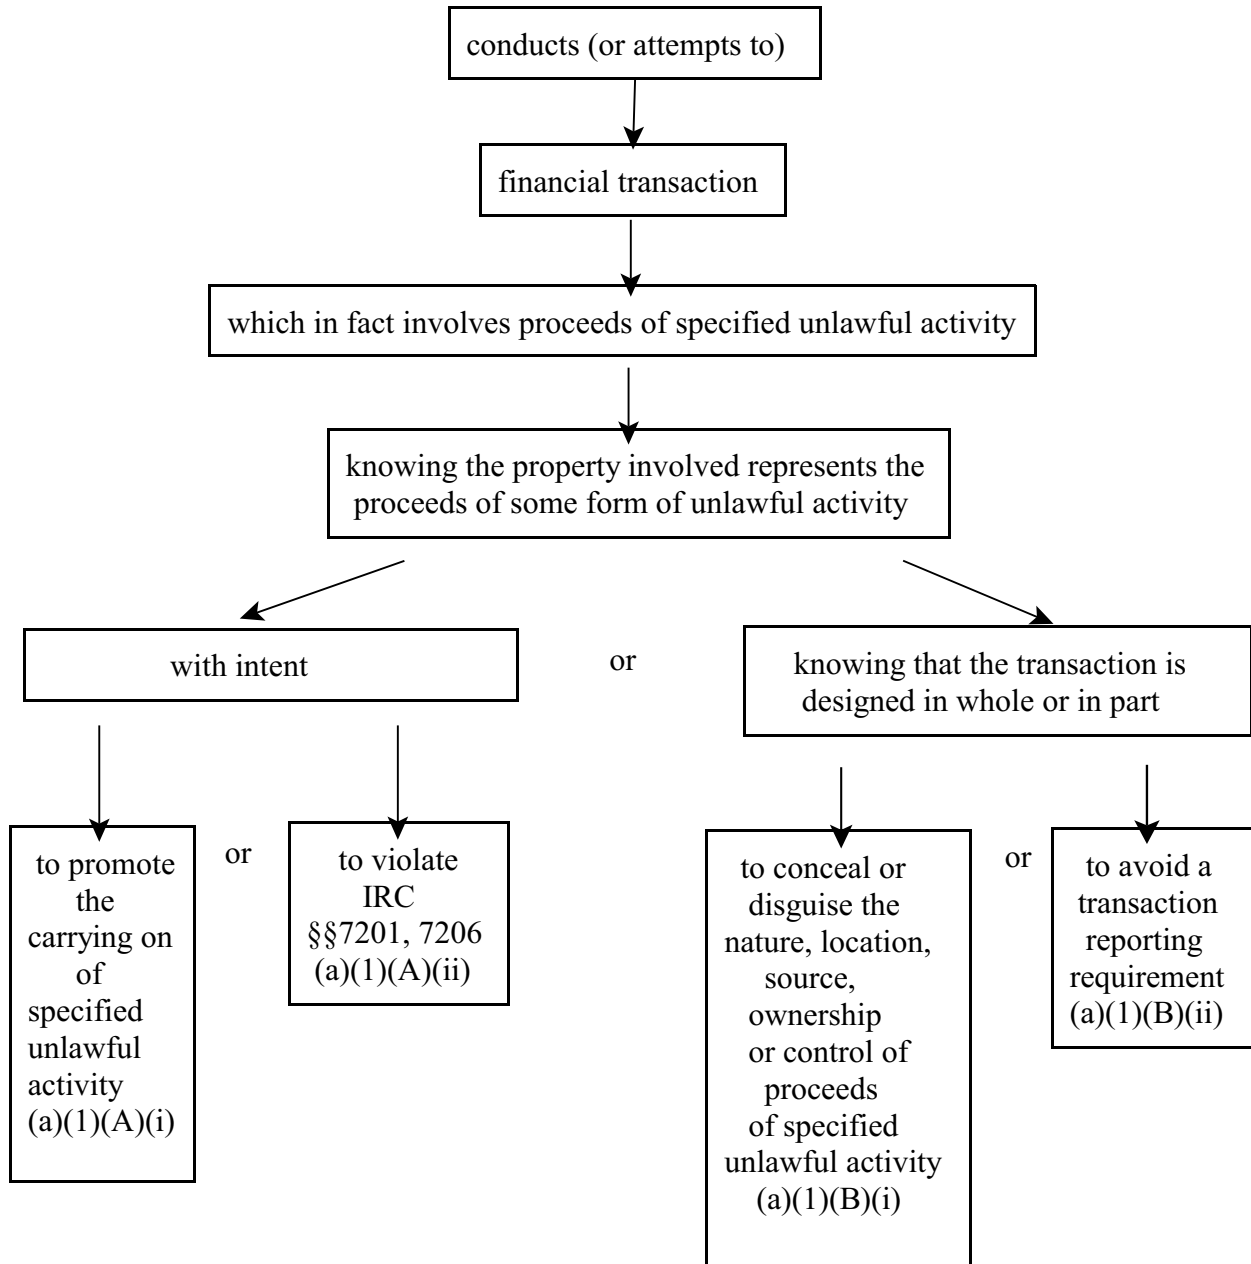 conducts (or attempts to)
financial transaction
which in fact involves proceeds of specified unlawful activity
knowing the property involved represents the
proceeds of some form of unlawful activity
with intent
or
knowing that the transaction is
designed in whole or in part
to promote
the
carrying on
of
specified
unlawful
activity
(a)(1)(A)(i)
or
to violate
IRC
§§7201, 7206
(a)(1)(A)(ii)
to conceal or
disguise the
nature, location,
source,
ownership
or control of
proceeds
of specified
unlawful activity
(a)(1)(B)(i)
or
to avoid a
transaction
reporting
requirement
(a)(1)(B)(ii)